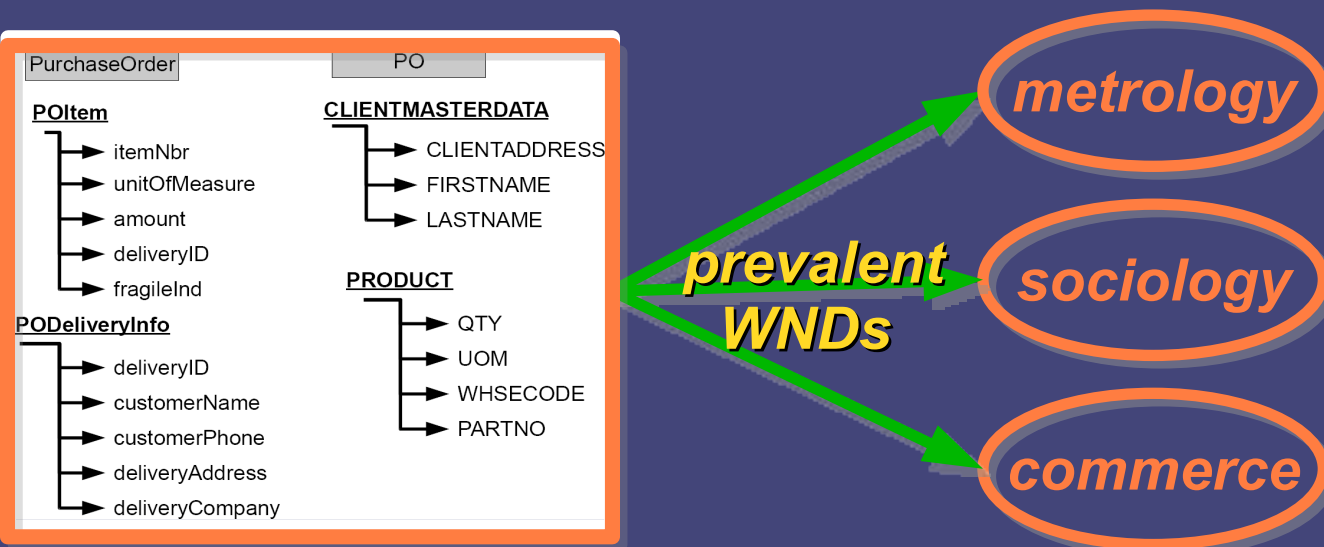 PurchaseOrder
POItem
itemNbr
unitOfMeasure
amount
deliveryID
fragileInd
PODeliveryInfo
deliveryID
customerName
customerPhone
deliveryAddress
deliveryCompany
PO
CLIENTMASTERDATA
CLIENTADDRESS
FIRSTNAME
LASTNAME
PRODUCT
QTY
UOM
WHSECODE
PARTNO
prevalent
WNDs
metrology
sociology
commerce